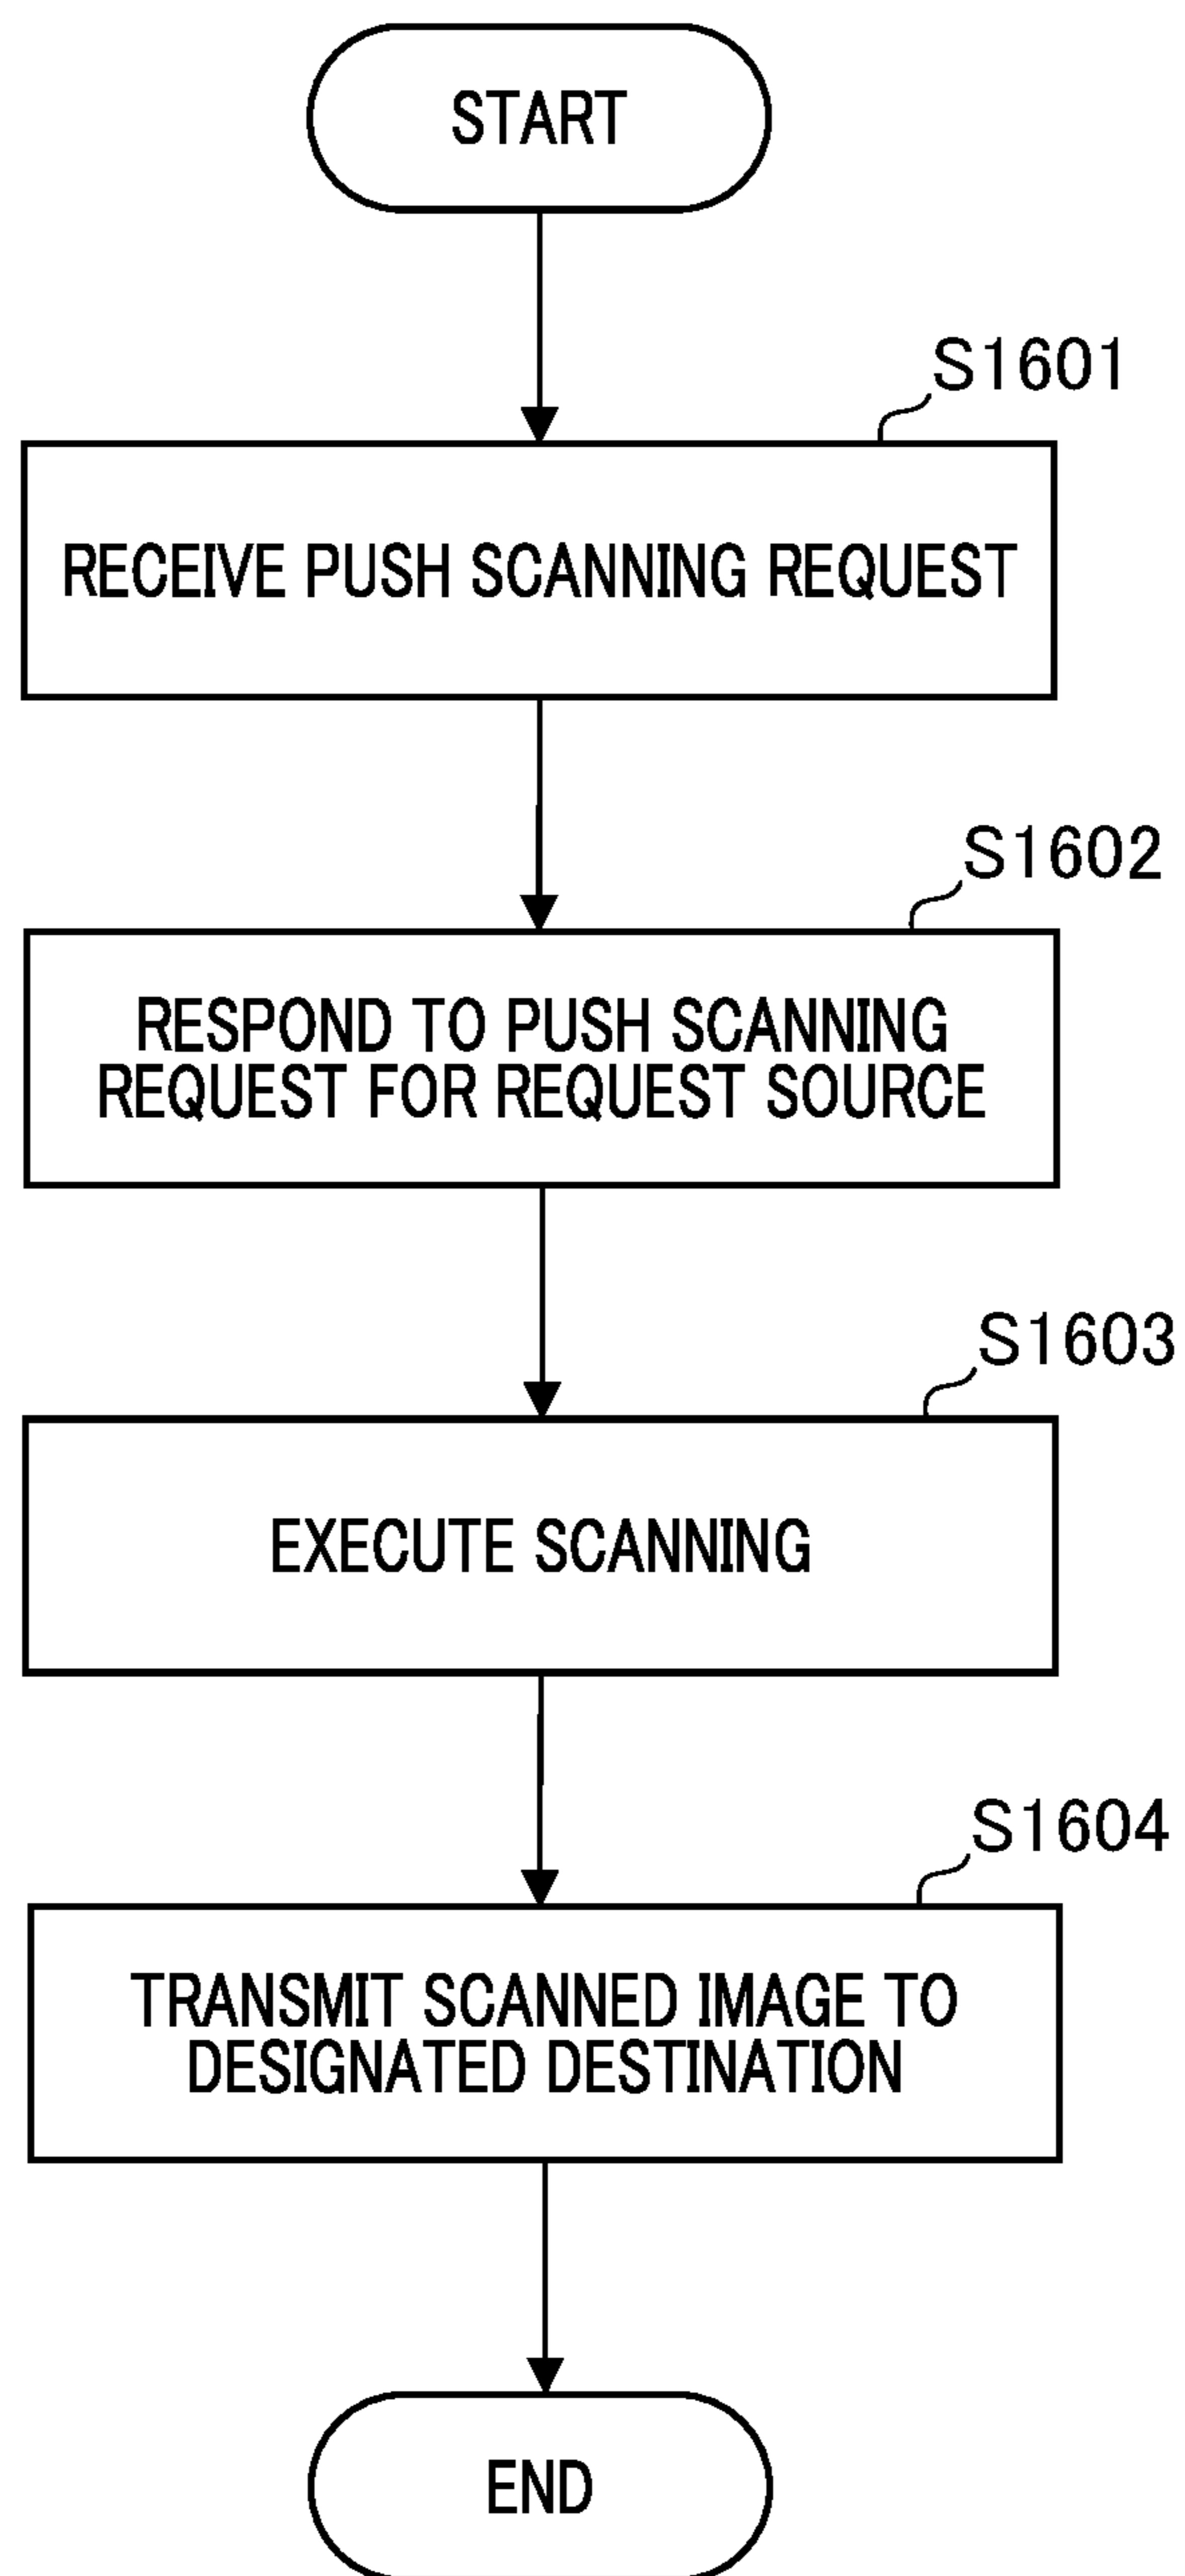 START
S1601
RECEIVE PUSH SCANNING REQUEST
S1602
RESPOND TO PUSH SCANNING
REQUEST FOR REQUEST SOURCE
S1603
EXECUTE SCANNING
S1604
TRANSMIT SCANNED IMAGE TO
DESIGNATED DESTINATION
END